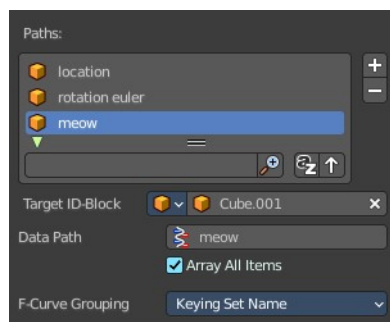 Paths:
location
rotation euler
meow
Target ID-Block Cube.001
Data Path meow
Array All Items
F-Curve Grouping Keying Set Name